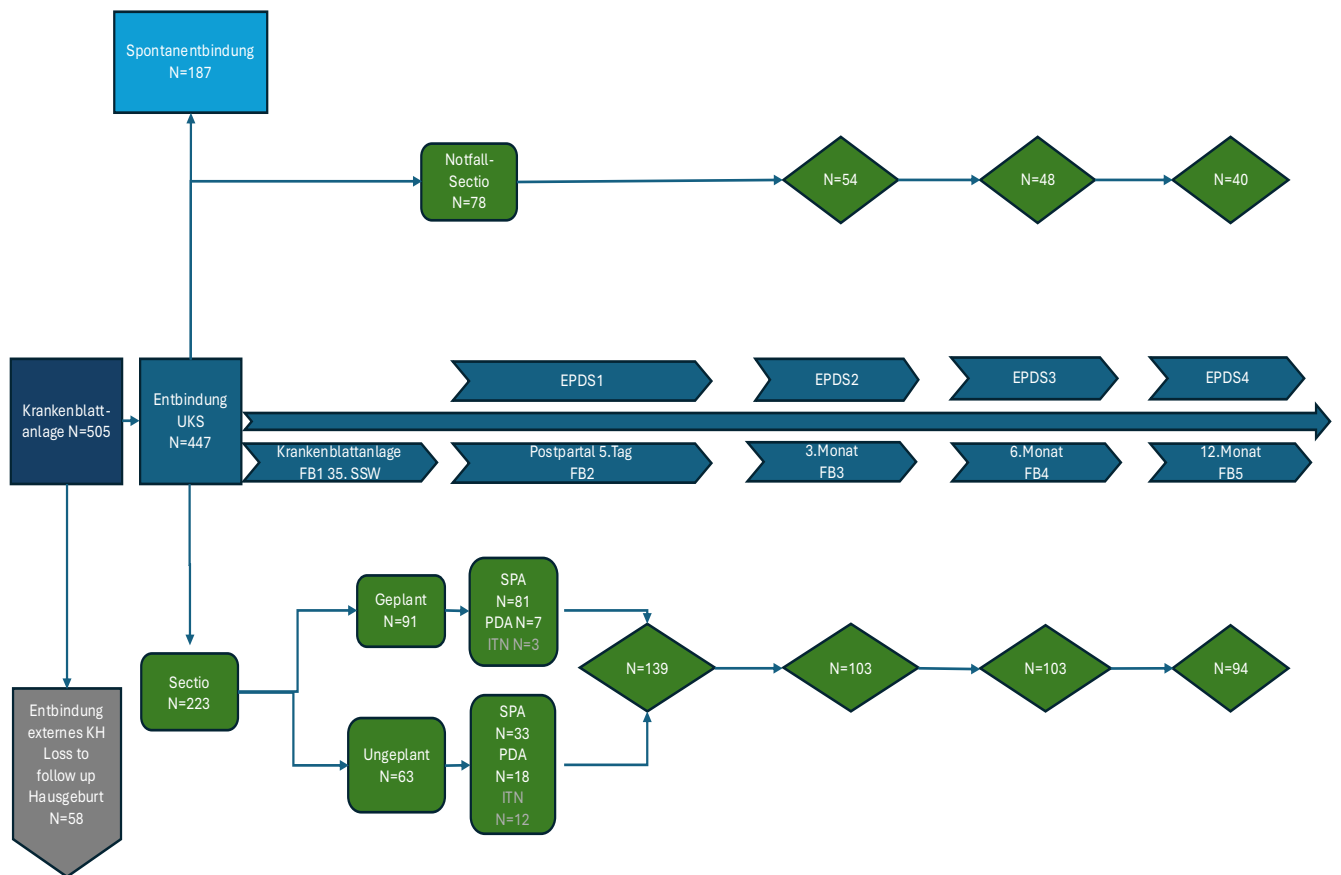 Spontanentbindung
N=187
Notfall-
Sectio
N=78
N=54
N=48
N=40
EPDS1
EPDS2
EPDS3
EPDS4
Krankenblatt-
anlage N=505
Entbindung
UKS
N=447
Krankenblattanlage
FB1 35. SSW
Postpartal 5.Tag
FB2
3.Monat
FB3
6.Monat
FB4
12.Monat
FB5
Geplant
N=91
SPA
N=81
PDA N=7
ITN N=3
Sectio
N=223
N=139
N=103
N=103
N=94
Ungeplant
N=63
SPA
N=33
PDA
N=18
ITN
N=12
Entbindung
externes KH
Loss to
follow up
Hausgeburt
N=58